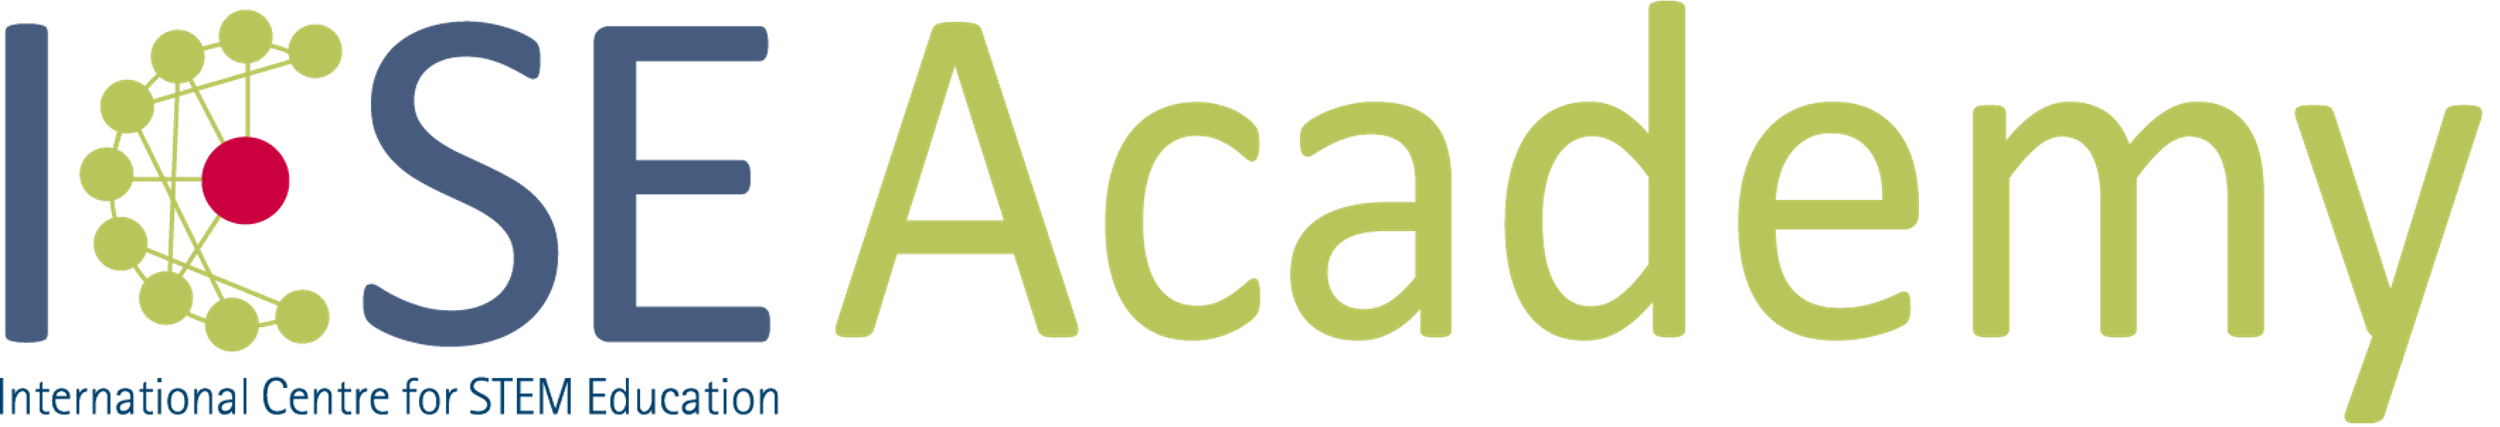 ICSE Academy
International Centre for STEM Education